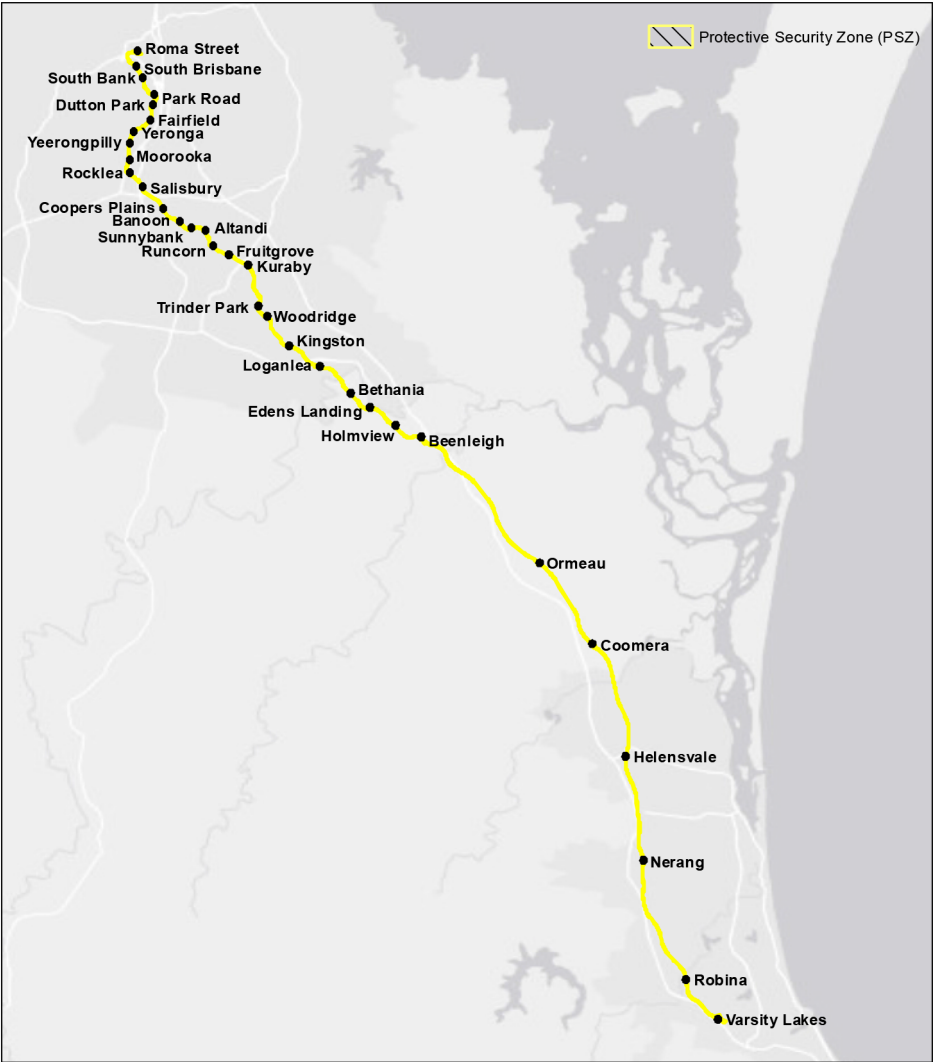 Protective Security Zone (PSZ)
Roma Street
South Brisbane
South Bank
Park Road
Dutton Park
Fairfield
Yeronga
Yeerongpilly
Moorooka
Rocklea
Salisbury
Coopers Plains
Banoon
Altandi
Sunnybank
Runcorn
Fruitgrove
Kuraby
Trinder Park
Woodridge
Kingston
Loganlea
Bethania
Edens Landing
Holmview
Beenleigh
Ormeau
Coomera
Helensvale
Nerang
Robina
Varsity Lakes